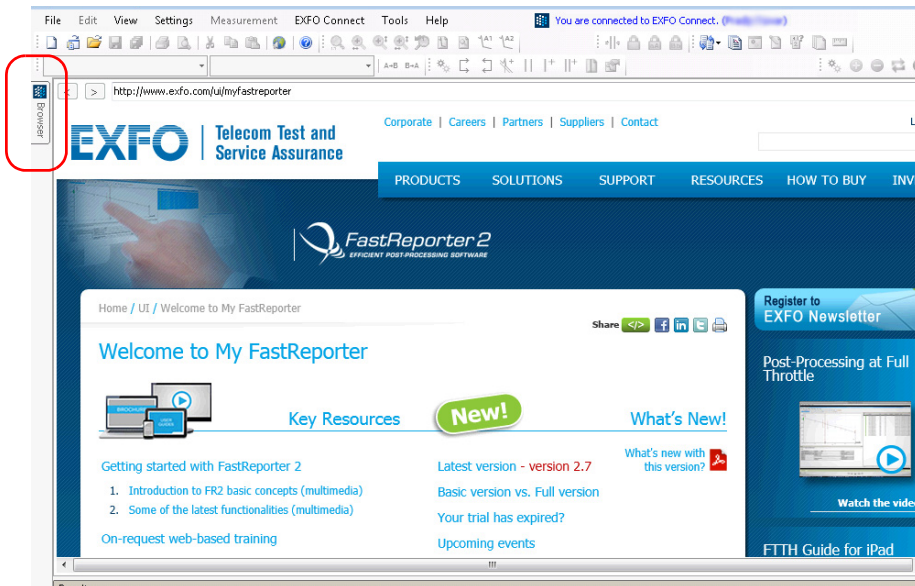 File Edit View Settings Measurement EXFO Connect Tools Help You are connected to EXFO Connect.
A→B B→A
http://www.exfo.com/ui/myfastreporter
Browser
EXFO Telecom Test and
Service Assurance
Corporate | Careers | Partners | Suppliers | Contact
PRODUCTS SOLUTIONS SUPPORT RESOURCES HOW TO BUY INV
FastReporter 2
EFFICIENT POST-PROCESSING SOFTWARE
Home / UI / Welcome to My FastReporter
Share
Register to
EXFO Newsletter
Welcome to My FastReporter
Post-Processing at Full
Throttle
BROCHURE
USER
GUIDES
Key Resources
New!
What's New!
What's new with
this version?
Getting started with FastReporter 2
1. Introduction to FR2 basic concepts (multimedia)
2. Some of the latest functionalities (multimedia)
On-request web-based training
Latest version - version 2.7
Basic version vs. Full version
Your trial has expired?
Upcoming events
Watch the vide
FTTH Guide for iPad